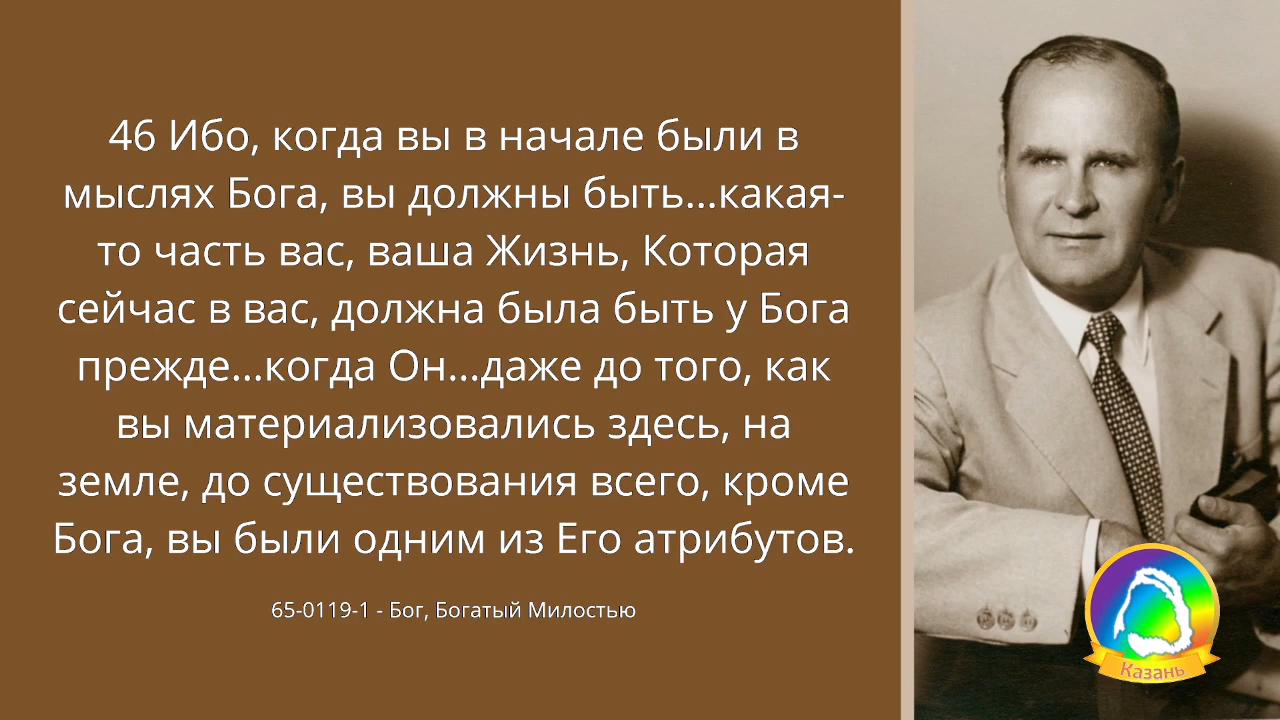 46 Ибо, когда вы в начале были в
мыслях Бога, вы должны быть...какая-
то часть вас, ваша Жизнь, Которая
сейчас в вас, должна была быть у Бога
прежде...когда Он...даже до того, как
вы материализовались здесь, на
земле, до существования всего, кроме
Бога, вы были одним из Его атрибутов.
65-0119-1 - Бог, Богатый Милостью
Казань